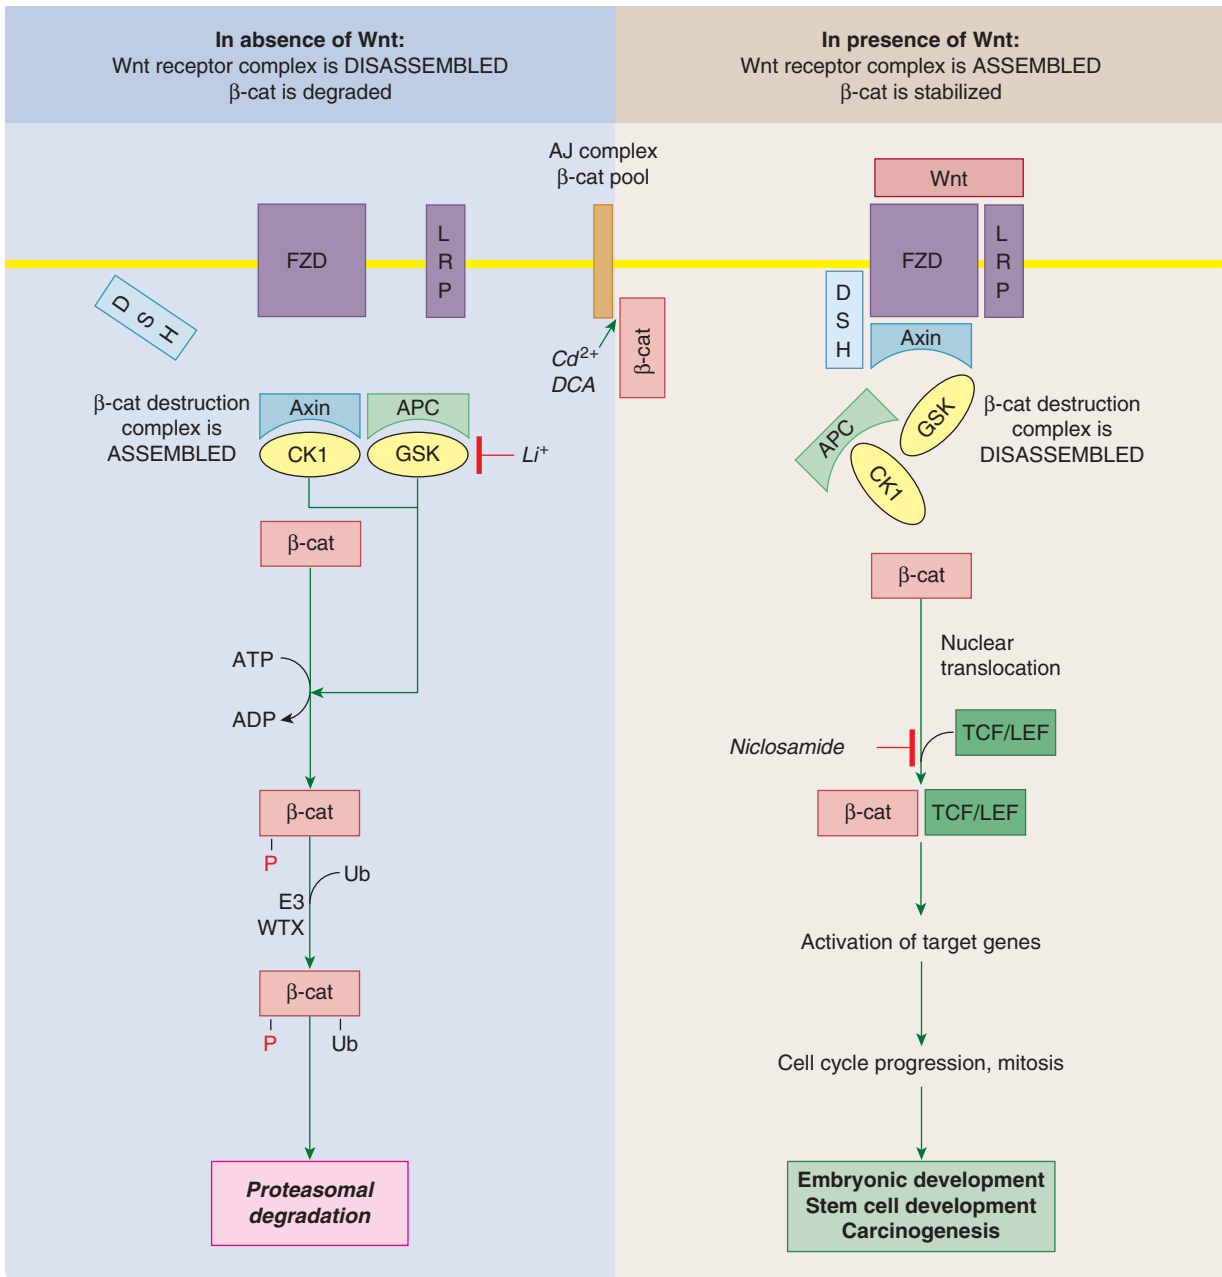 In absence of Wnt:
Wnt receptor complex is DISASSEMBLED
β-cat is degraded
In presence of Wnt:
Wnt receptor complex is ASSEMBLED
β-cat is stabilized
AJ complex
β-cat pool
FZD
L
R
P
D
S
H
Cd²⁺
DCA
β-cat
β-cat destruction
complex is
ASSEMBLED
Axin
APC
CK1
GSK
Li⁺
β-cat
ATP
ADP
β-cat
P
Ub
E3
WTX
β-cat
P
Ub
Proteasomal
degradation
Wnt
FZD
L
R
P
D
S
H
Axin
GSK
APC
CK1
β-cat destruction
complex is
DISASSEMBLED
β-cat
Nuclear
translocation
Niclosamide
TCF/LEF
β-cat
TCF/LEF
Activation of target genes
Cell cycle progression, mitosis
Embryonic development
Stem cell development
Carcinogenesis